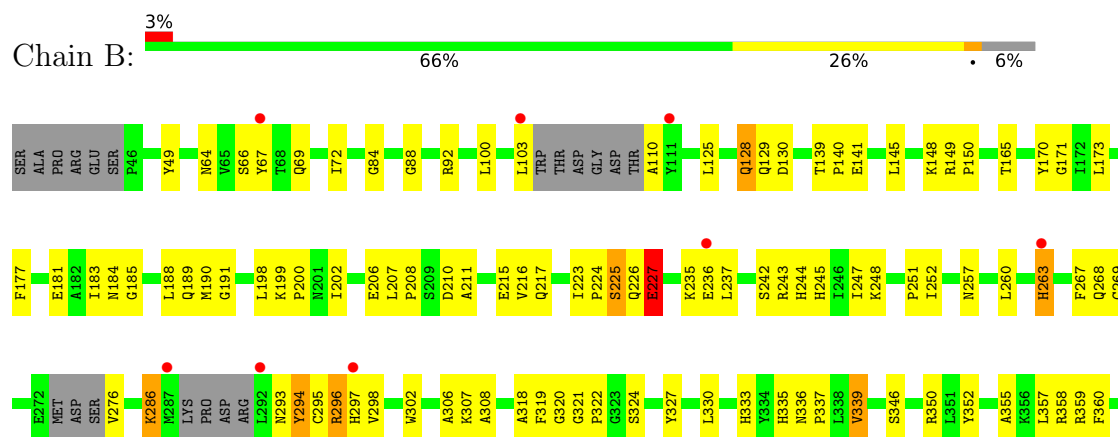 3%
Chain B:
66% 26% • 6%
SER ALA PRO ARG GLU SER P46 Y49 N64 V65 S66 Y67 T68 Q69 I72 G84 G88 R92 L100 L103 TRP THR ASP GLY ASP THR A110 Y111 L125 Q128 Q129 D130 T139 P140 E141 L145 K148 R149 P150 T165 Y170 G171 I172 L173
F177 E181 A182 I183 N184 G185 L188 Q189 M190 G191 L198 K199 P200 N201 I202 E206 L207 P208 S209 D210 A211 E215 V216 Q217 I223 P224 S225 Q226 E227 K235 E236 L237 S242 R243 H244 H245 I246 I247 K248 P251 I252 N257 L260 H263 F267 Q268 G269
E272 MET ASP SER V276 K286 M287 LYS PRO ASP ARG L292 N293 Y294 C295 R296 H297 V298 W302 A306 K307 A308 A318 F319 G320 G321 P322 G323 S324 Y327 L330 H333 Y334 H335 N336 P337 L338 V339 S346 R350 L351 Y352 A355 K356 L357 R358 R359 F360